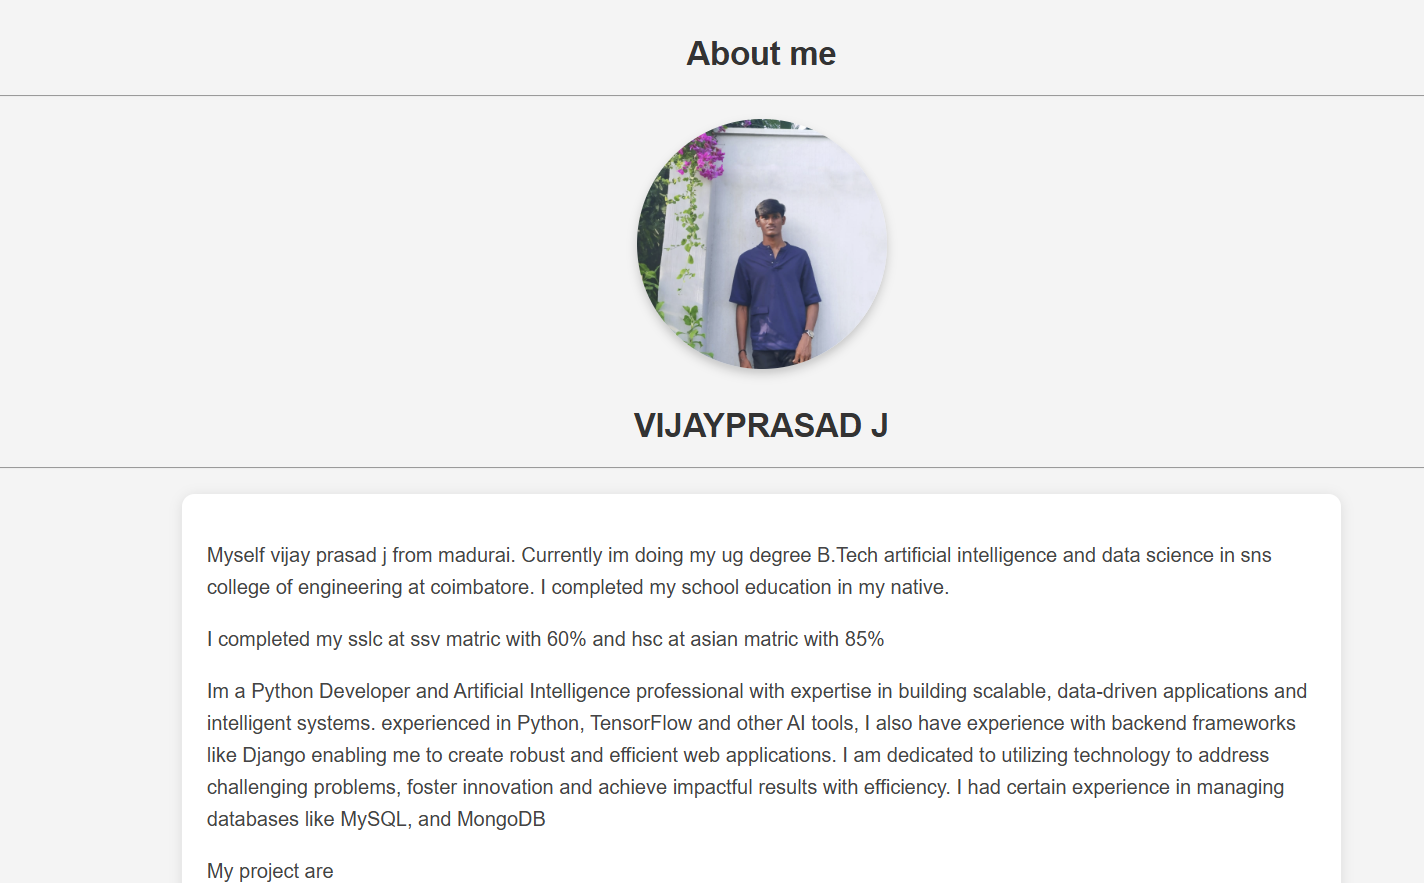 About me
VIJAYPRASAD J
Myself vijay prasad j from madurai. Currently im doing my ug degree B.Tech artificial intelligence and data science in sns
college of engineering at coimbatore. I completed my school education in my native.
I completed my sslc at ssv matric with 60% and hsc at asian matric with 85%
Im a Python Developer and Artificial Intelligence professional with expertise in building scalable, data-driven applications and
intelligent systems. experienced in Python, TensorFlow and other AI tools, I also have experience with backend frameworks
like Django enabling me to create robust and efficient web applications. I am dedicated to utilizing technology to address
challenging problems, foster innovation and achieve impactful results with efficiency. I had certain experience in managing
databases like MySQL, and MongoDB
My project are